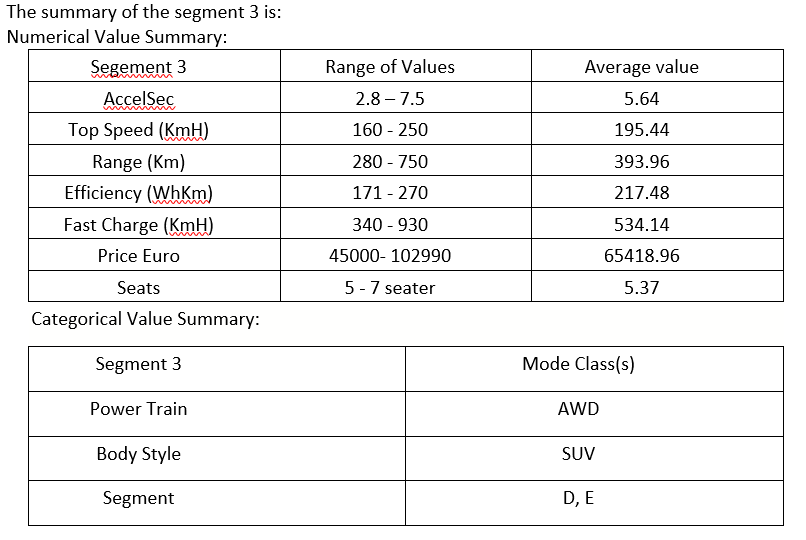 The summary of the segment 3 is:
Numerical Value Summary:
Segement 3 Range of Values Average value
AccelSec 2.8 – 7.5 5.64
Top Speed (KmH) 160 - 250 195.44
Range (Km) 280 - 750 393.96
Efficiency (WhKm) 171 - 270 217.48
Fast Charge (KmH) 340 - 930 534.14
Price Euro 45000- 102990 65418.96
Seats 5 - 7 seater 5.37
Categorical Value Summary:
Segment 3 Mode Class(s)
Power Train AWD
Body Style SUV
Segment D, E